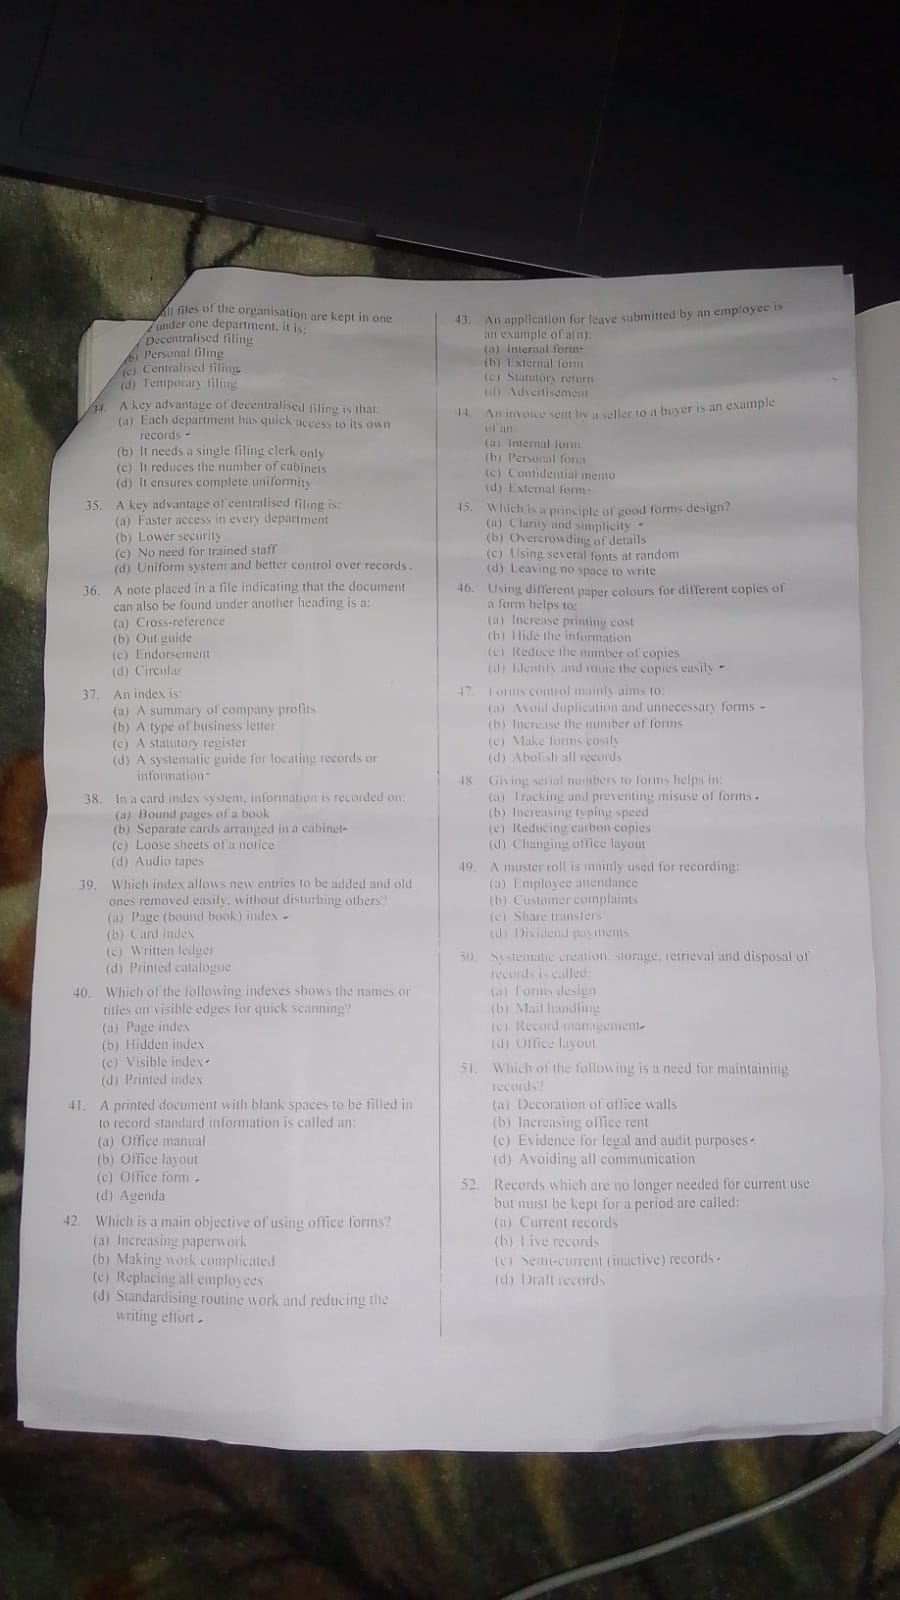 all files of the organisation are kept in one
under one department, it is:
Decentralised filing
(b) Personal filing
(c) Centralised filing
(d) Temporary filing
34. A key advantage of decentralised filing is that:
(a) Each department has quick access to its own
records -
(b) It needs a single filing clerk only
(c) It reduces the number of cabinets
(d) It ensures complete uniformity
35. A key advantage of centralised filing is:
(a) Faster access in every department
(b) Lower security
(c) No need for trained staff
(d) Uniform system and better control over records.
36. A note placed in a file indicating that the document
can also be found under another heading is a:
(a) Cross-reference
(b) Out guide
(c) Endorsement
(d) Circular
37. An index is:
(a) A summary of company profits
(b) A type of business letter
(c) A statutory register
(d) A systematic guide for locating records or
information
38. In a card index system, information is recorded on:
(a) Bound pages of a book
(b) Separate cards arranged in a cabinet-
(c) Loose sheets of a notice
(d) Audio tapes
39. Which index allows new entries to be added and old
ones removed easily, without disturbing others?
(a) Page (bound book) index -
(b) Card index
(c) Written ledger
(d) Printed catalogue
40. Which of the following indexes shows the names or
titles on visible edges for quick scanning?
(a) Page index
(b) Hidden index
(c) Visible index
(d) Printed index
41. A printed document with blank spaces to be filled in
to record standard information is called an:
(a) Office manual
(b) Office layout
(c) Office form
(d) Agenda
42. Which is a main objective of using office forms?
(a) Increasing paperwork
(b) Making work complicated
(c) Replacing all employees
(d) Standardising routine work and reducing the
writing effort
43. An application for leave submitted by an employee is
an example of a(n):
(a) Internal form
(b) External form
(c) Statutory return
(d) Advertisement
44. An invoice sent by a seller to a buyer is an example
of an:
(a) Internal form
(b) Personal form
(c) Confidential memo
(d) External form
45. Which is a principle of good forms design?
(a) Clarity and simplicity
(b) Overcrowding of details
(c) Using several fonts at random
(d) Leaving no space to write
46. Using different paper colours for different copies of
a form helps to:
(a) Increase printing cost
(b) Hide the information
(c) Reduce the number of copies
(d) Identify and route the copies easily -
47. Forms control mainly aims to:
(a) Avoid duplication and unnecessary forms -
(b) Increase the number of forms
(c) Make forms costly
(d) Abolish all records
48. Giving serial numbers to forms helps in:
(a) Tracking and preventing misuse of forms
(b) Increasing typing speed
(c) Reducing carbon copies
(d) Changing office layout
49. A muster roll is mainly used for recording:
(a) Employee attendance
(b) Customer complaints
(c) Share transfers
(d) Dividend payments
50. Systematic creation, storage, retrieval and disposal of
records is called:
(a) Forms design
(b) Mail handling
(c) Record management
(d) Office layout
51. Which of the following is a need for maintaining
records?
(a) Decoration of office walls
(b) Increasing office rent
(c) Evidence for legal and audit purposes
(d) Avoiding all communication
52. Records which are no longer needed for current use
but must be kept for a period are called:
(a) Current records
(b) Live records
(c) Semi-current (inactive) records
(d) Draft records